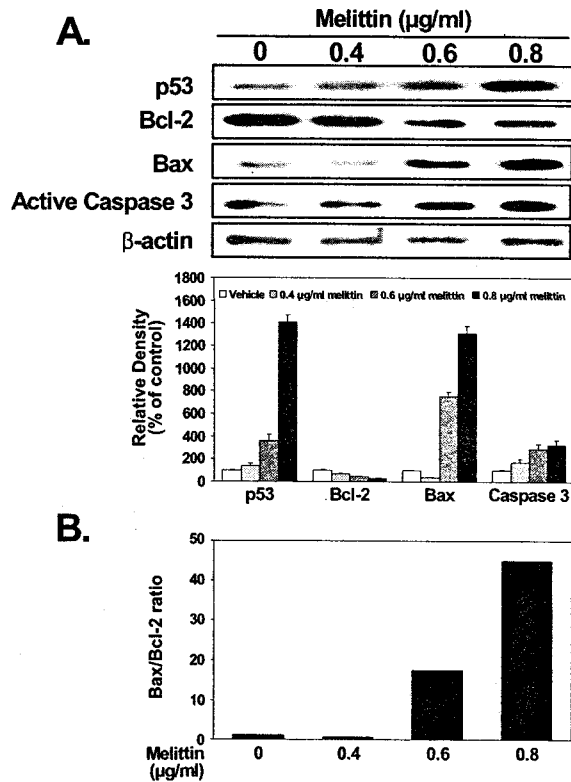 A.
Melittin (µg/ml)
0 0.4 0.6 0.8
p53
Bcl-2
Bax
Active Caspase 3
β-actin
Relative Density
(% of control)
1800
1600
1400
1200
1000
800
600
400
200
0
Vehicle 0.4 µg/ml melittin 0.6 µg/ml melittin 0.8 µg/ml melittin
p53 Bcl-2 Bax Caspase 3
B.
Bax/Bcl-2 ratio
50
40
30
20
10
0
Melittin 0 0.4 0.6 0.8
(µg/ml)